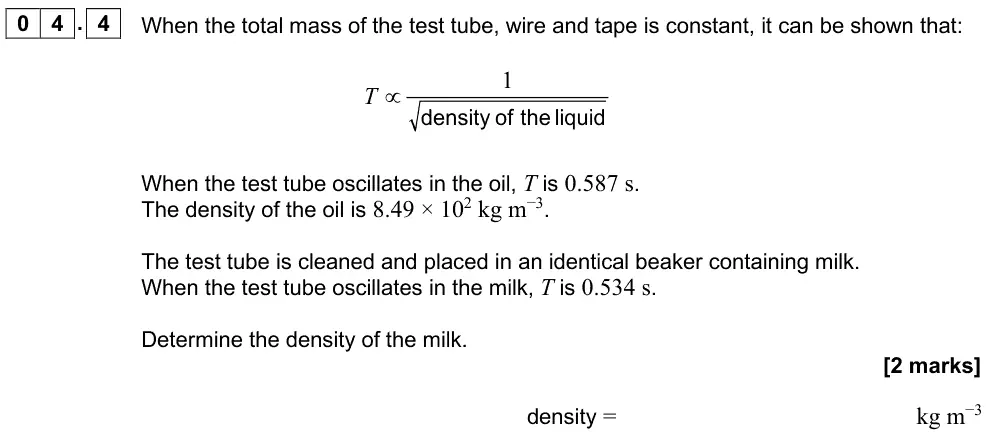 04.4 When the total mass of the test tube, wire and tape is constant, it can be shown that:
T ∝ 1/√density of the liquid
When the test tube oscillates in the oil, T is 0.587 s.
The density of the oil is 8.49 × 10² kg m⁻³.
The test tube is cleaned and placed in an identical beaker containing milk.
When the test tube oscillates in the milk, T is 0.534 s.
Determine the density of the milk.
[2 marks]
density = kg m⁻³